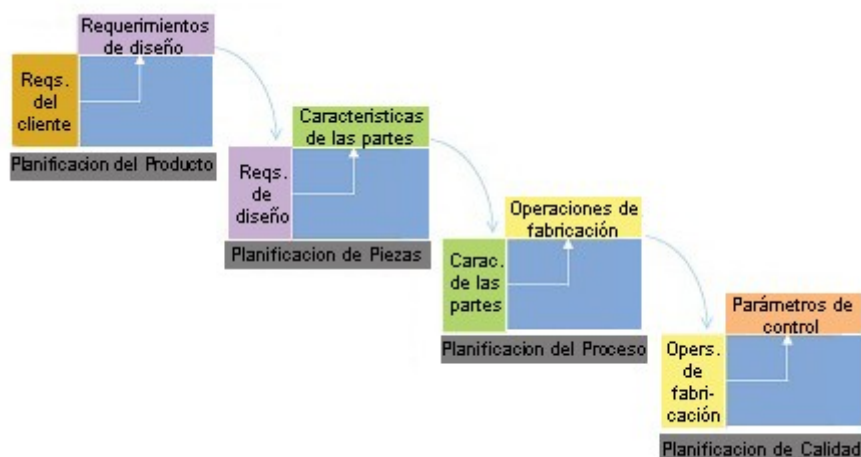 Requerimientos
de diseño
Reqs.
del
cliente
Planificacion del Producto
Caracteristicas
de las partes
Reqs.
de
diseño
Planificacion de Piezas
Operaciones de
fabricación
Carac.
de las
partes
Planificacion del Proceso
Parámetros de
control
Opers.
de
fabri-
cación
Planificacion de Calidad